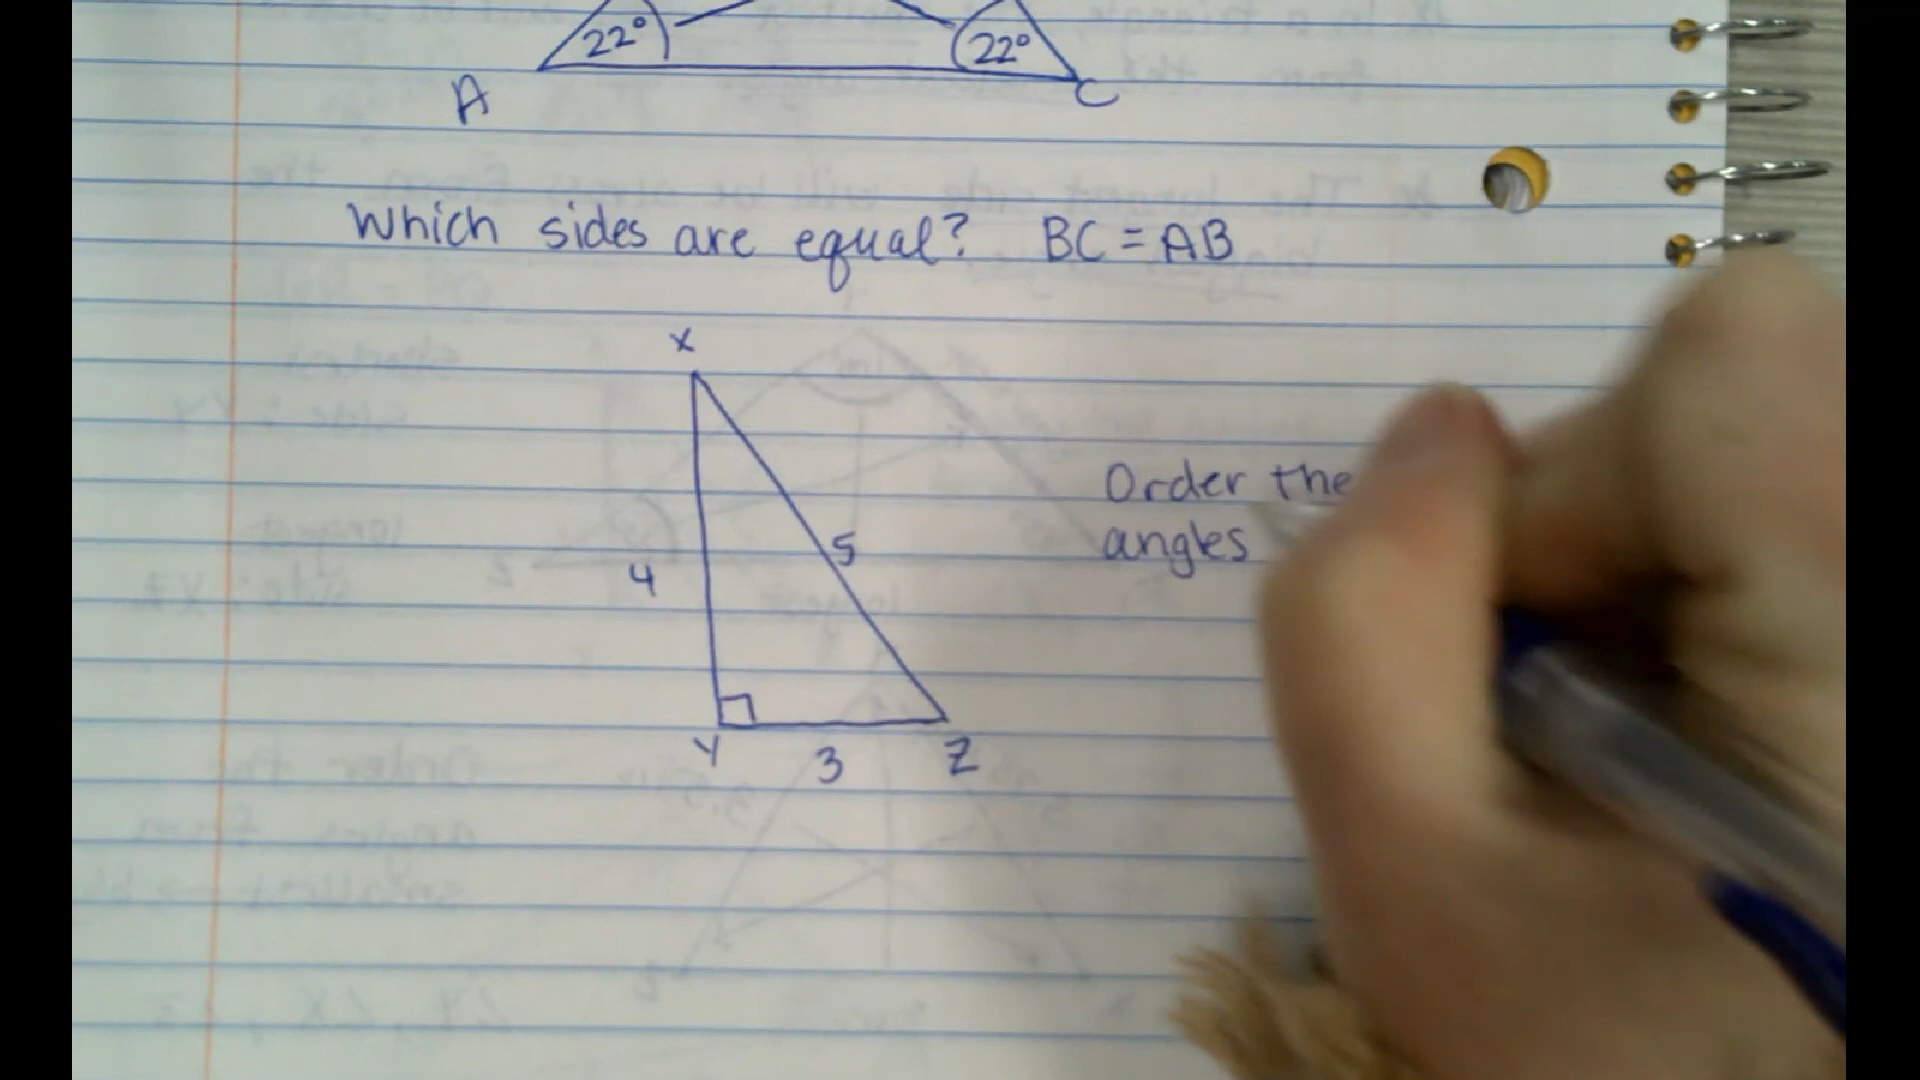 22° 22°
A C
Which sides are equal? BC = AB
X
4 5
Y 3 Z
Order the
angles